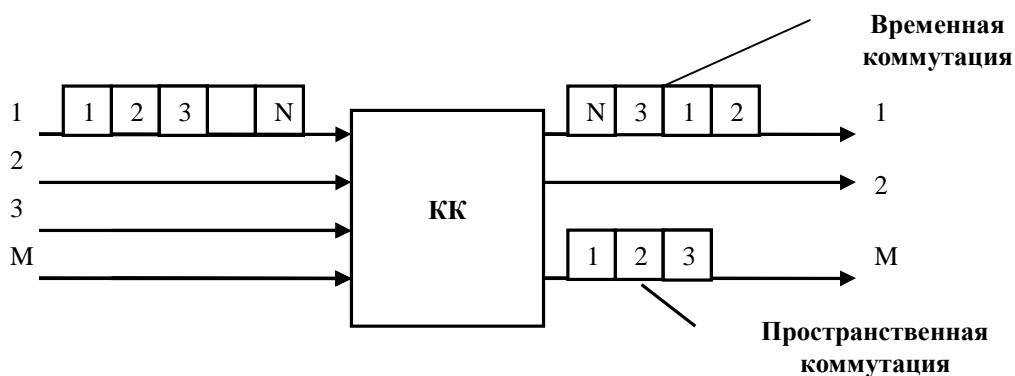 Временная
коммутация
1 1 2 3 N N 3 1 2 1
2 2
3
КК
М 1 2 3 М
Пространственная
коммутация